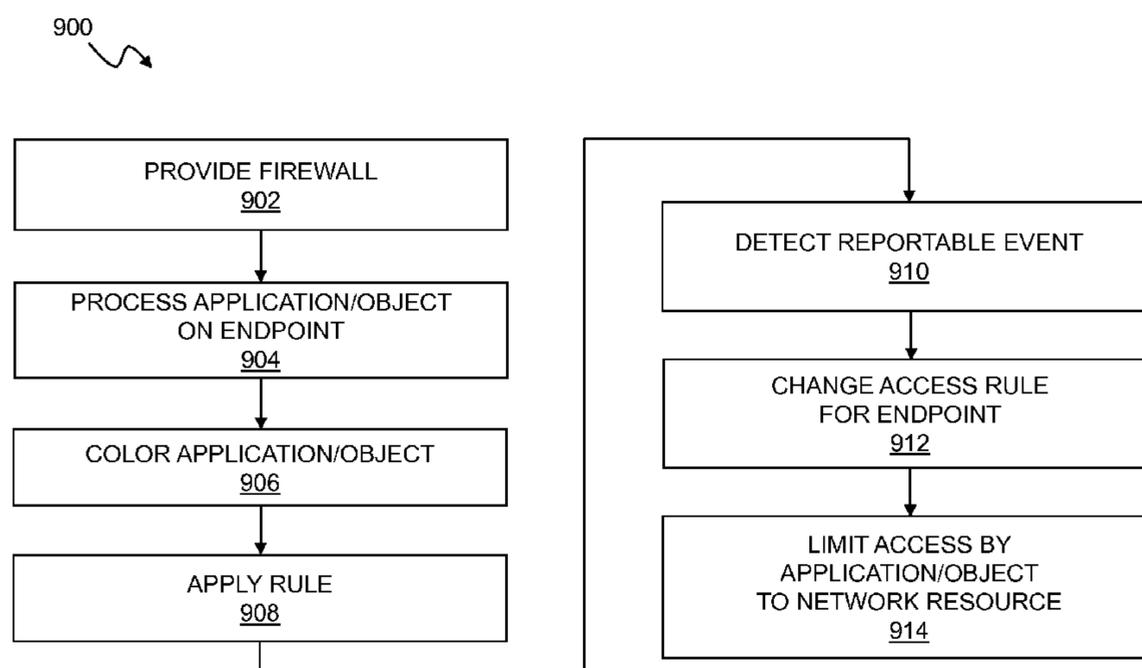 900
PROVIDE FIREWALL
902
PROCESS APPLICATION/OBJECT
ON ENDPOINT
904
COLOR APPLICATION/OBJECT
906
APPLY RULE
908
DETECT REPORTABLE EVENT
910
CHANGE ACCESS RULE
FOR ENDPOINT
912
LIMIT ACCESS BY
APPLICATION/OBJECT
TO NETWORK RESOURCE
914